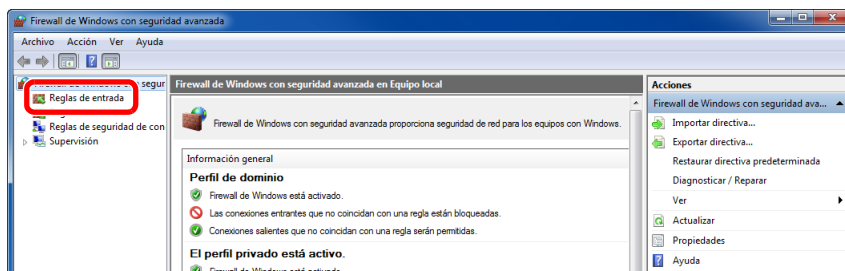 Firewall de Windows con seguridad avanzada
Archivo Acción Ver Ayuda
segur
Reglas de entrada
Reglas de seguridad de con
Supervisión
Firewall de Windows con seguridad avanzada en Equipo local
Firewall de Windows con seguridad avanzada proporciona seguridad de red para los equipos con Windows.
Información general
Perfil de dominio
Firewall de Windows está activado.
Las conexiones entrantes que no coincidan con una regla están bloqueadas.
Conexiones salientes que no coincidan con una regla serán permitidas.
El perfil privado está activo.
Acciones
Firewall de Windows con seguridad ava...
Importar directiva...
Exportar directiva...
Restaurar directiva predeterminada
Diagnosticar / Reparar
Ver
Actualizar
Propiedades
Ayuda